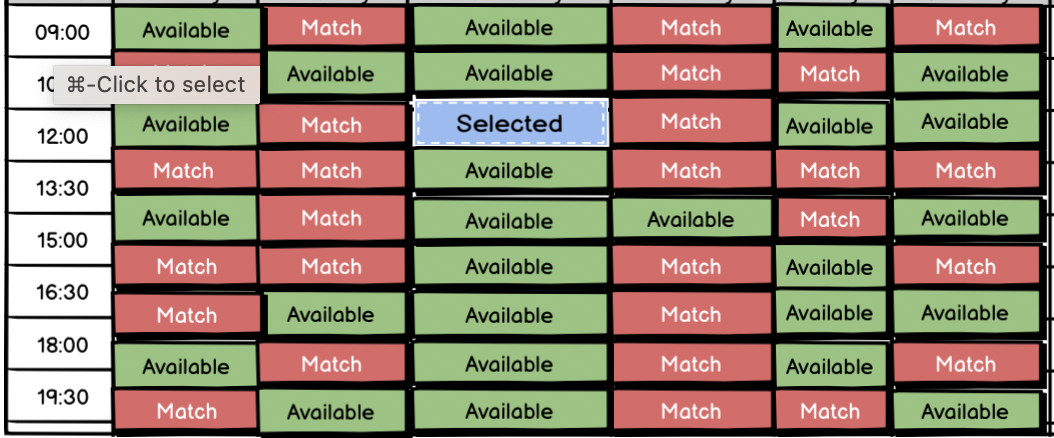 09:00 Available Match Available Match Available Match
10 ⌘-Click to select Available Available Match Match Available
12:00 Available Match Selected Match Available Available
13:30 Match Match Available Match Match Match
15:00 Available Match Available Available Match Available
16:30 Match Match Available Match Available Match
18:00 Match Available Available Match Available Available
19:30 Available Match Available Match Available Match
Match Available Available Match Match Available